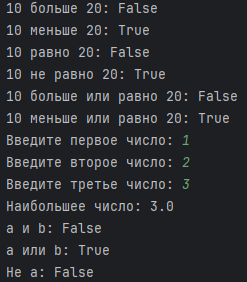 10 больше 20: False
10 меньше 20: True
10 равно 20: False
10 не равно 20: True
10 больше или равно 20: False
10 меньше или равно 20: True
Введите первое число: 1
Введите второе число: 2
Введите третье число: 3
Наибольшее число: 3.0
a и b: False
a или b: True
Не a: False